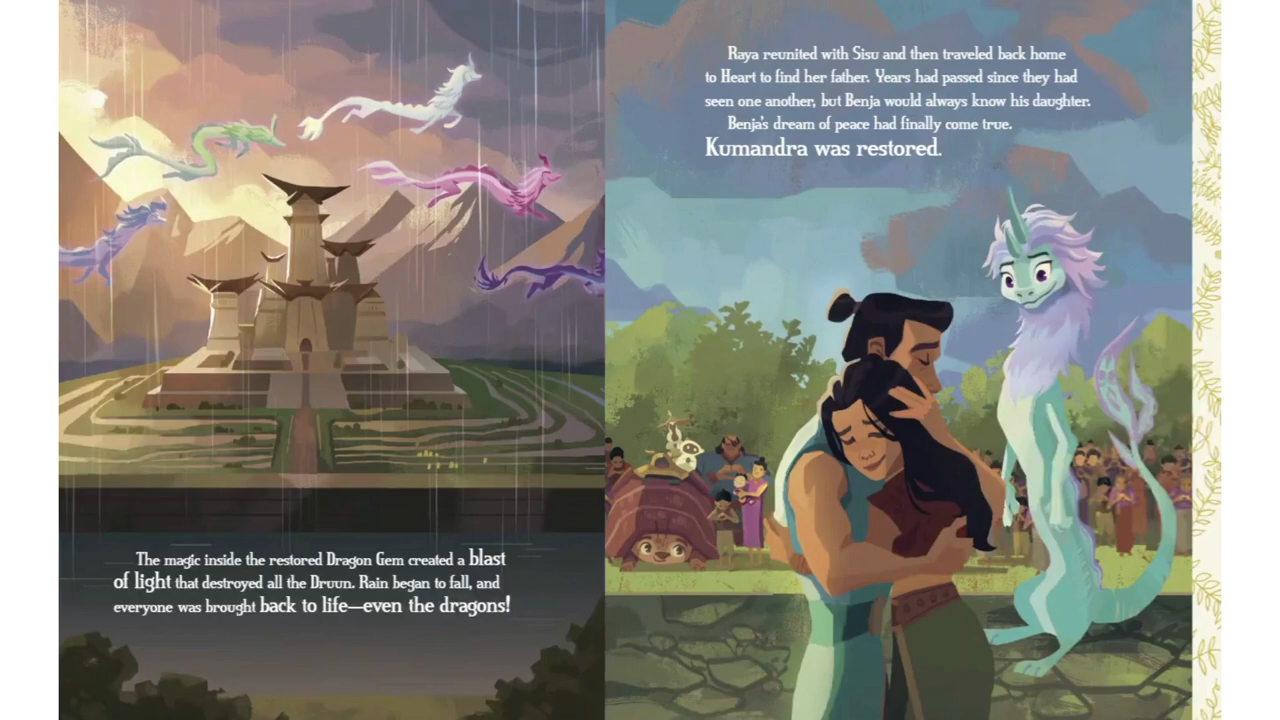 The magic inside the restored Dragon Gem created a blast
of light that destroyed all the Druun. Rain began to fall, and
everyone was brought back to life—even the dragons!
Raya reunited with Sisu and then traveled back home
to Heart to find her father. Years had passed since they had
seen one another, but Benja would always know his daughter.
Benja's dream of peace had finally come true.
Kumandra was restored.